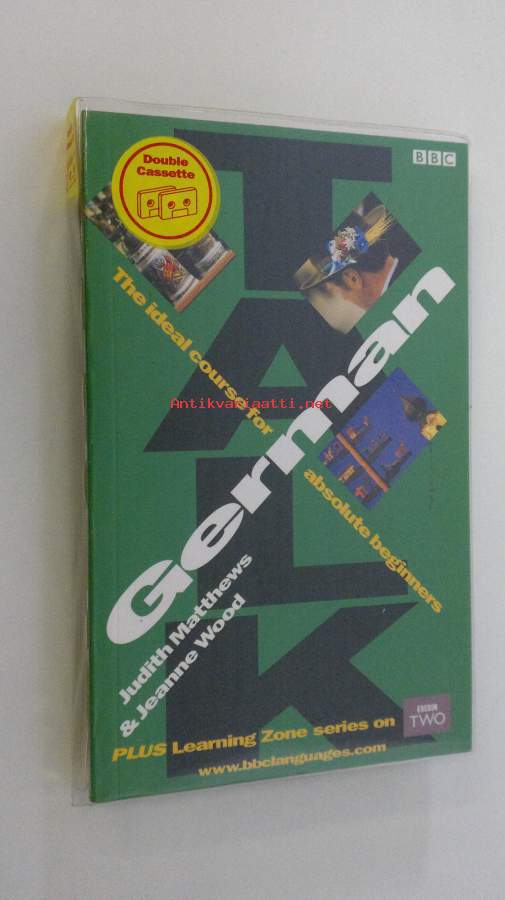 Double
Cassette
BBC
TALK
German
The ideal course for
absolute beginners
Antikvariaatti.net
Judith Matthews
& Jeanne Wood
PLUS Learning Zone series on
TWO
www.bbclanguages.com